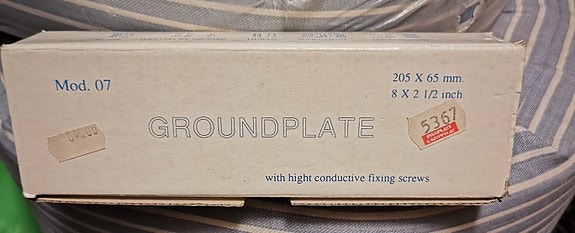 Mod. 07
205 X 65 mm.
8 X 2 1/2 inch
GROUNDPLATE
5367
with hight conductive fixing screws